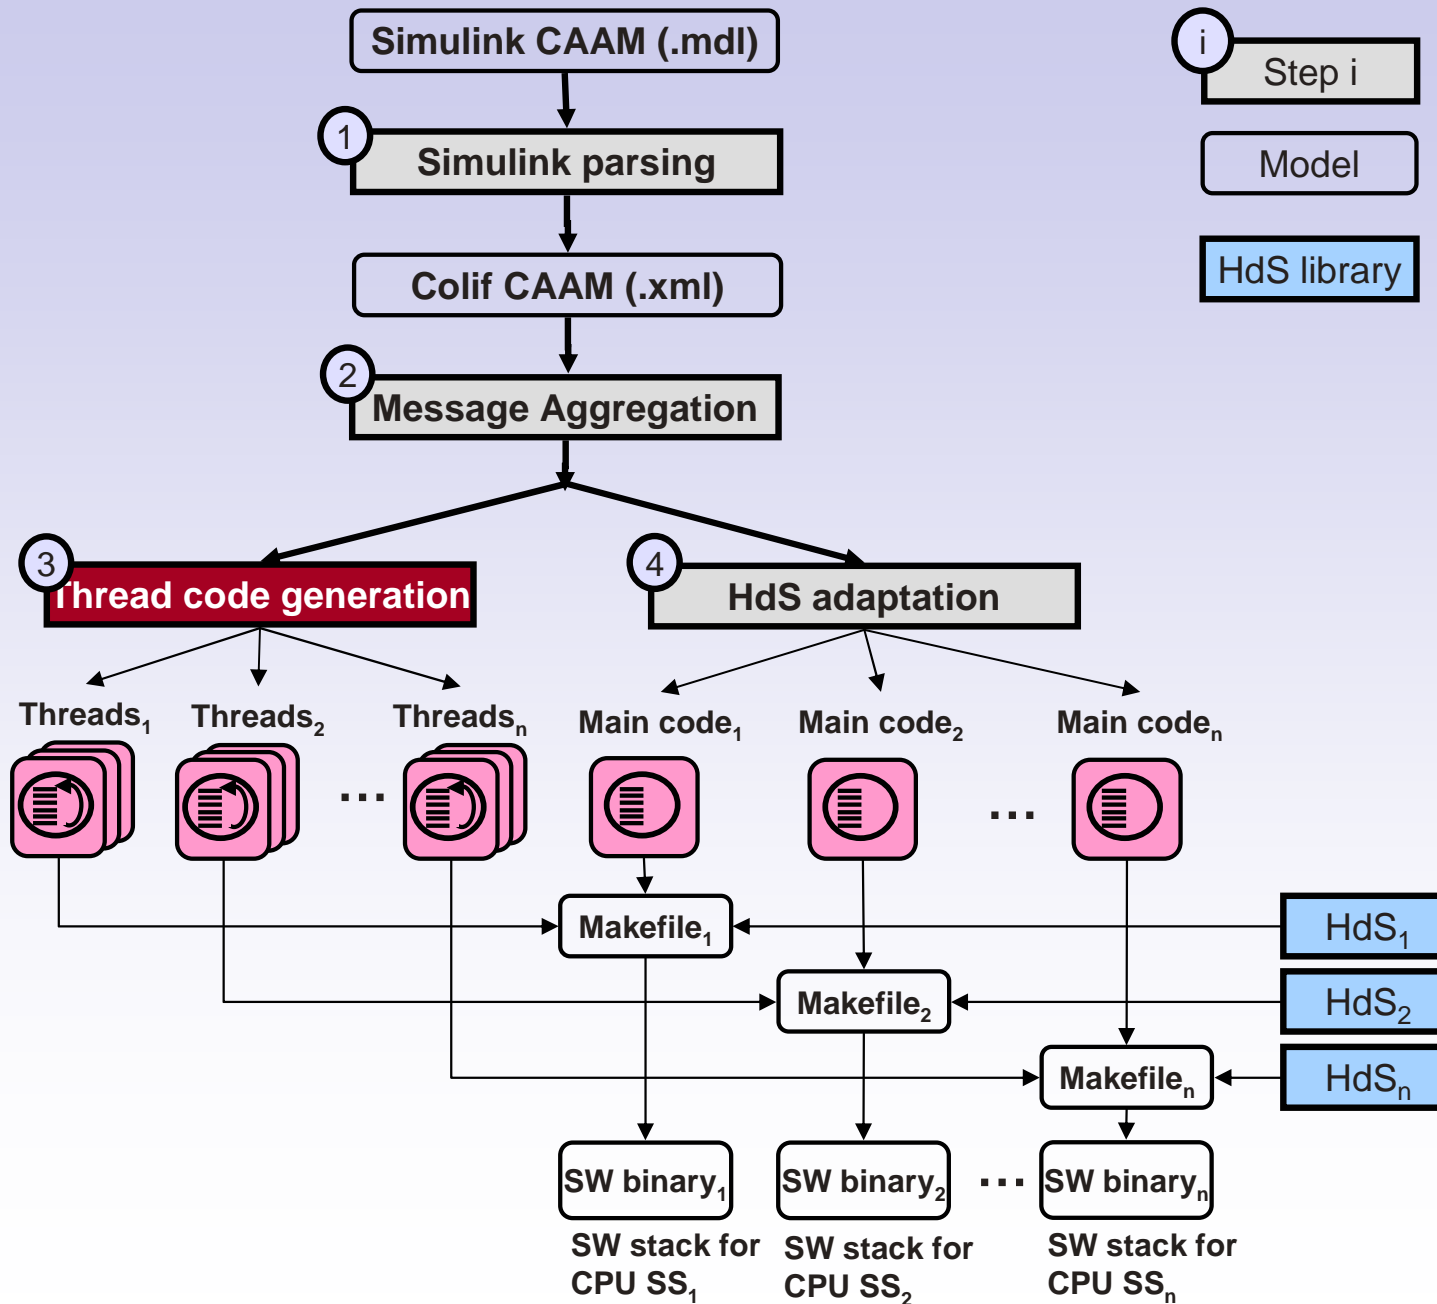 Simulink CAAM (.mdl)
i
Step i
1
Simulink parsing
Model
Colif CAAM (.xml)
HdS library
2
Message Aggregation
3
Thread code generation
4
HdS adaptation
Threads₁
Threads₂
Threadsₙ
Main code₁
Main code₂
Main codeₙ
...
...
Makefile₁
HdS₁
Makefile₂
HdS₂
Makefileₙ
HdSₙ
SW binary₁
SW binary₂
...
SW binaryₙ
SW stack for
CPU SS₁
SW stack for
CPU SS₂
SW stack for
CPU SSₙ